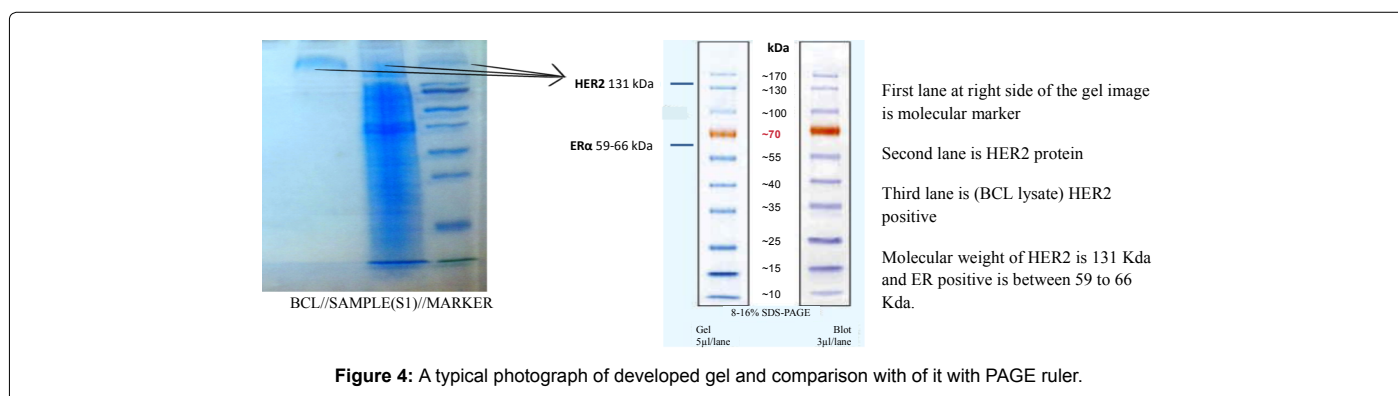 BCL//SAMPLE(S1)//MARKER
HER2 131 kDa
ERα 59-66 kDa
kDa
~170
~130
~100
~70
~55
~40
~35
~25
~15
~10
8-16% SDS-PAGE
Gel
5µl/lane
Blot
3µl/lane
First lane at right side of the gel image
is molecular marker
Second lane is HER2 protein
Third lane is (BCL lysate) HER2
positive
Molecular weight of HER2 is 131 Kda
and ER positive is between 59 to 66
Kda.
Figure 4: A typical photograph of developed gel and comparison with of it with PAGE ruler.